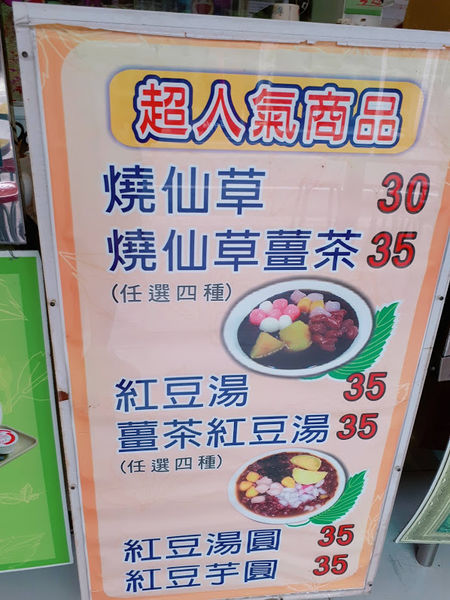 超人氣商品
燒仙草 30
燒仙草薑茶 35
(任選四種)
紅豆湯 35
薑茶紅豆湯 35
(任選四種)
紅豆湯圓 35
紅豆芋圓 35